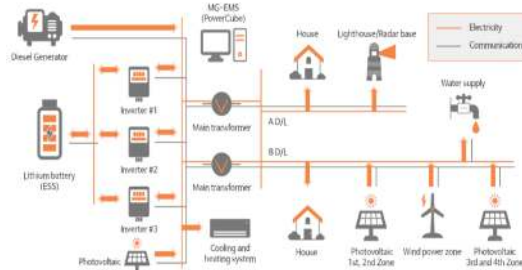 MG-EMS
(PowerCube)
House
Lighthouse/Radar base
Electricity
Communication
Diesel Generator
Water supply
Inverter #1
Main transformer
A D/L
Lithium battery
(ESS)
Inverter #2
B D/L
Main transformer
Inverter #3
Photovoltaic
Cooling and
heating system
House
Photovoltaic
1st, 2nd Zone
Wind power zone
Photovoltaic
3rd and 4th Zone